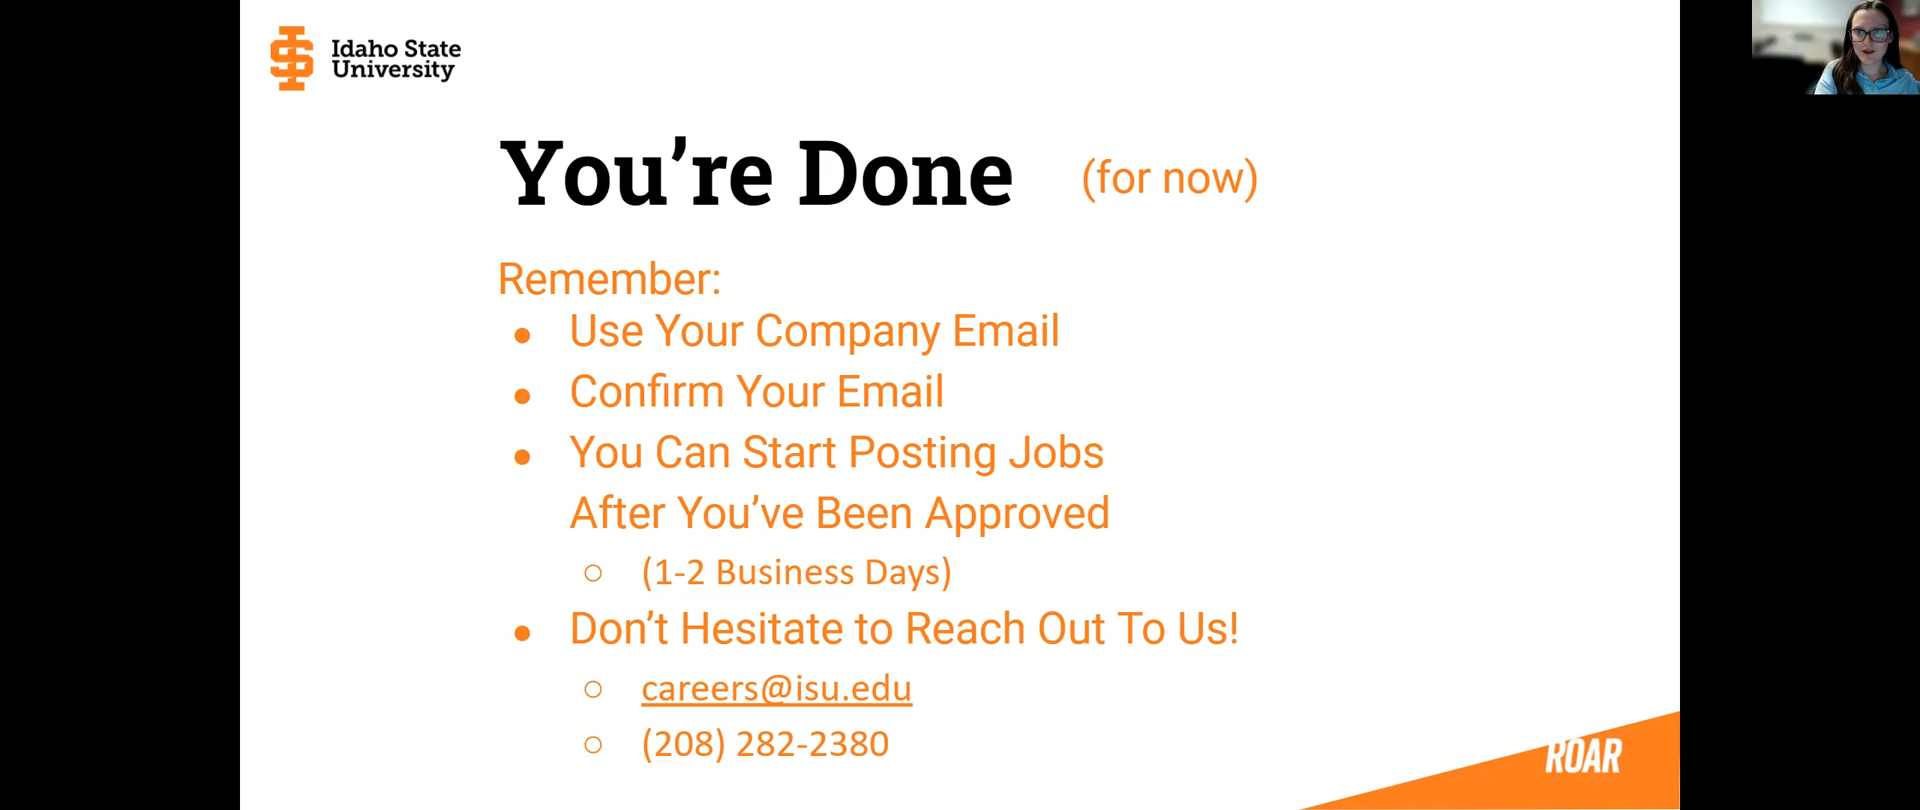 Idaho State
University
You're Done (for now)
Remember:
● Use Your Company Email
● Confirm Your Email
● You Can Start Posting Jobs
After You've Been Approved
○ (1-2 Business Days)
● Don't Hesitate to Reach Out To Us!
○ careers@isu.edu
○ (208) 282-2380
ROAR